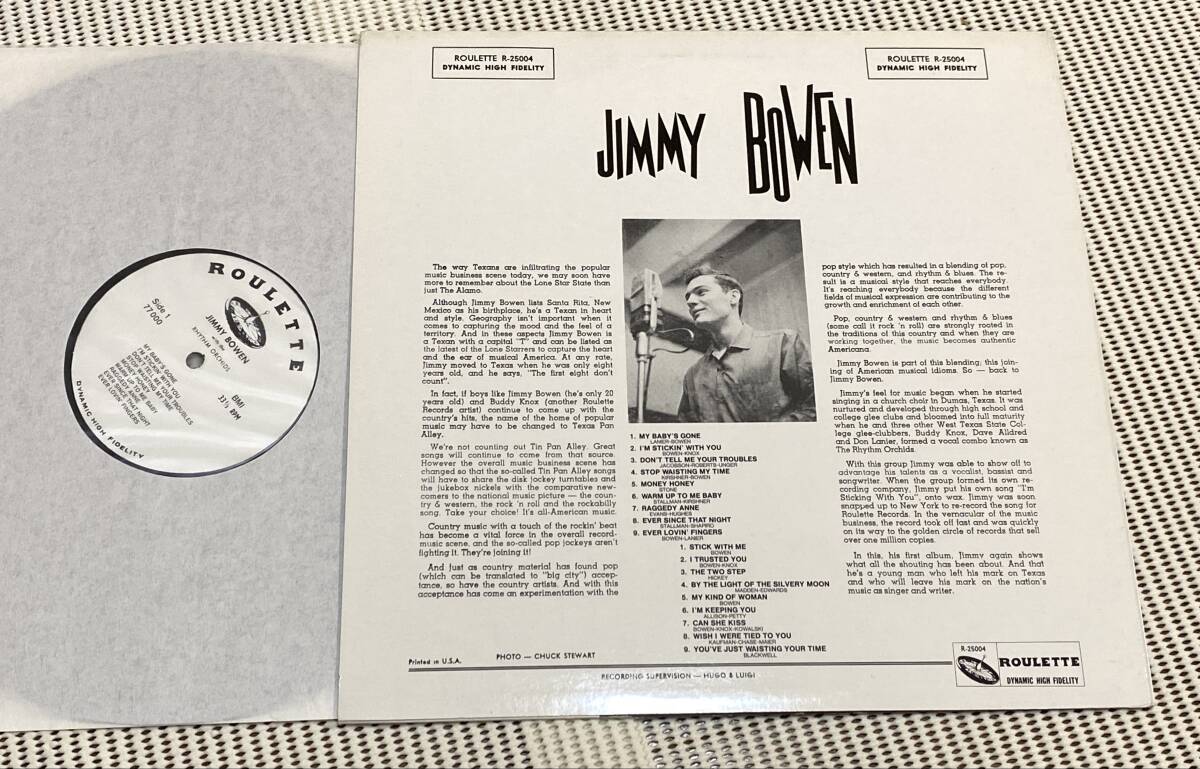 ROULETTE R-25004
DYNAMIC HIGH FIDELITY
ROULETTE R-25004
DYNAMIC HIGH FIDELITY
JIMMY BOWEN
The way Texans are infiltrating the popular
music business scene today, we may soon have
more to remember about the Lone Star State than
just The Alamo.
Although Jimmy Bowen lists Santa Rita, New
Mexico as his birthplace, he's a Texan in heart
and style. Geography isn't important when it
comes to capturing the mood and the feel of a
territory. And in these aspects Jimmy Bowen is
a Texan with a capital "T" and can be listed as
the latest of the Lone Starrers to capture the heart
and the ear of musical America. At any rate,
Jimmy moved to Texas when he was only eight
years old, and he says, "The first eight don't
count".
In fact, if boys like Jimmy Bowen (he's only 20
years old) and Buddy Knox (another Roulette
Records artist) continue to come up with the
country's hits, the name of the home of popular
music may have to be changed to Texas Pan
Alley.
We're not counting out Tin Pan Alley. Great
songs will continue to come from that source.
However the overall music business scene has
changed so that the so-called Tin Pan Alley songs
will have to share the disk jockey turntables and
the jukebox nickels with the comparative new-
comers to the national music picture — the coun-
try & western, the rock 'n roll and the rockabilly
song. Take your choice! It's all-American music.
Country music with a touch of the rockin' beat
has become a vital force in the overall record-
music scene, and the so-called pop jockeys aren't
fighting it. They're joining it!
And just as country material has found pop
(which can be translated to "big city") accep-
tance, so have the country artists. And with this
acceptance has come an experimentation with the
pop style which has resulted in a blending of pop,
country & western, and rhythm & blues. The re-
sult is a musical style that reaches everybody.
It's reaching everybody because the different
fields of musical expression are contributing to the
growth and enrichment of each other.
Pop, country & western and rhythm & blues
(some call it rock 'n roll) are strongly rooted in
the traditions of this country and when they are
working together, the music becomes authentic
Americana.
Jimmy Bowen is part of this blending, this join-
ing of American musical idioms. So — back to
Jimmy Bowen.
Jimmy's feel for music began when he started
singing in a church choir in Dumas, Texas. It was
nurtured and developed through high school and
college glee clubs and bloomed into full maturity
when he and three other West Texas State Col-
lege glee-clubbers, Buddy Knox, Dave Alldred
and Don Lanier, formed a vocal combo known as
The Rhythm Orchids.
With this group Jimmy was able to show off to
advantage his talents as a vocalist, bassist and
songwriter. When the group formed its own re-
cording company, Jimmy put his own song "I'm
Sticking With You", onto wax. Jimmy was soon
snapped up to New York to re-record the song for
Roulette Records. In the vernacular of the music
business, the record took off fast and was quickly
on its way to the golden circle of records that sell
over one million copies.
In this, his first album, Jimmy again shows
what all the shouting has been about. And that
he's a young man who left his mark on Texas
and who will leave his mark on the nation's
music as singer and writer.
1. MY BABY'S GONE
LANIER-BOWEN
2. I'M STICKIN' WITH YOU
BOWEN-KNOX
3. DON'T TELL ME YOUR TROUBLES
JACOBSON-ROBERTS-UNGER
4. STOP WAISTING MY TIME
KIRSHNER-BOWEN
5. MONEY HONEY
STONE
6. WARM UP TO ME BABY
STALLMAN-KIRSHNER
7. RAGGEDY ANNE
EVANS-HUGHES
8. EVER SINCE THAT NIGHT
STALLMAN-SHAPIRO
9. EVER LOVIN' FINGERS
BOWEN-LANIER
1. STICK WITH ME
BOWEN
2. I TRUSTED YOU
BOWEN-KNOX
3. THE TWO STEP
HICKEY
4. BY THE LIGHT OF THE SILVERY MOON
MADDEN-EDWARDS
5. MY KIND OF WOMAN
BOWEN
6. I'M KEEPING YOU
ALLISON-PETTY
7. CAN SHE KISS
BOWEN-KNOX-KOWALSKI
8. WISH I WERE TIED TO YOU
KAUFMAN-CHASE-MAIER
9. YOU'VE JUST WAISTING YOUR TIME
BLACKWELL
Printed in U.S.A.
PHOTO — CHUCK STEWART
RECORDING SUPERVISION — HUGO & LUIGI
R-25004
ROULETTE
DYNAMIC HIGH FIDELITY
ROULETTE
Side 1
77.000
JIMMY BOWEN
RHYTHM ORCHIDS
BMI
33⅓ RPM
DYNAMIC HIGH FIDELITY